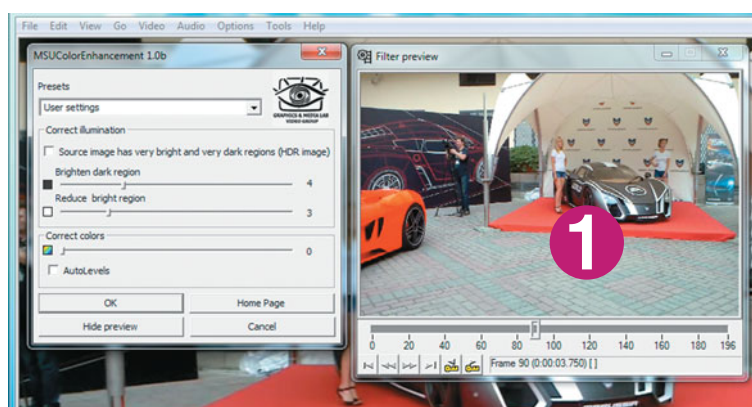 File Edit View Go Video Audio Options Tools Help
MSUColorEnhancement 1.0b
Presets
User settings
GRAPHICS & MEDIA LAB
VIDEO GROUP
Correct illumination
Source image has very bright and very dark regions (HDR image)
Brighten dark region
4
Reduce bright region
3
Correct colors
0
AutoLevels
OK Home Page
Hide preview Cancel
Filter preview
1
0 20 40 60 80 100 120 140 160 180 196
Frame 90 (0:00:03.750) [ ]